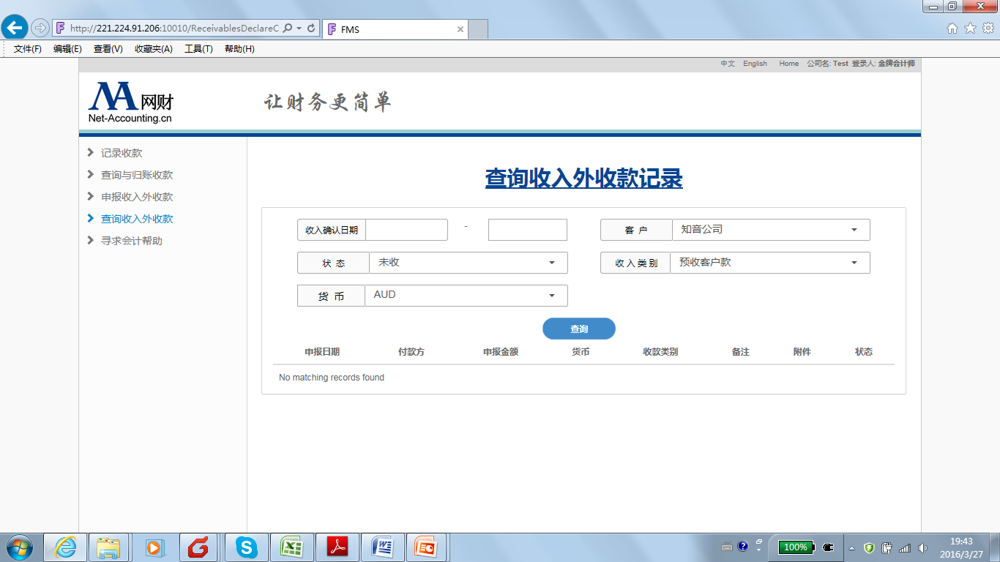 http://221.224.91.206:10010/ReceivablesDeclareC
FMS
文件(F) 编辑(E) 查看(V) 收藏夹(A) 工具(T) 帮助(H)
中文 English Home 公司名: Test 登录人: 金牌会计师
网财
Net-Accounting.cn
让财务更简单
记录收款
查询与归账收款
申报收入外收款
查询收入外收款
寻求会计帮助
查询收入外收款记录
收入确认日期 -
客 户 知音公司
状 态 未收
收 入 类 别 预收客户款
货 币 AUD
查询
申报日期 付款方 申报金额 货币 收款类别 备注 附件 状态
No matching records found
100%
19:43
2016/3/27